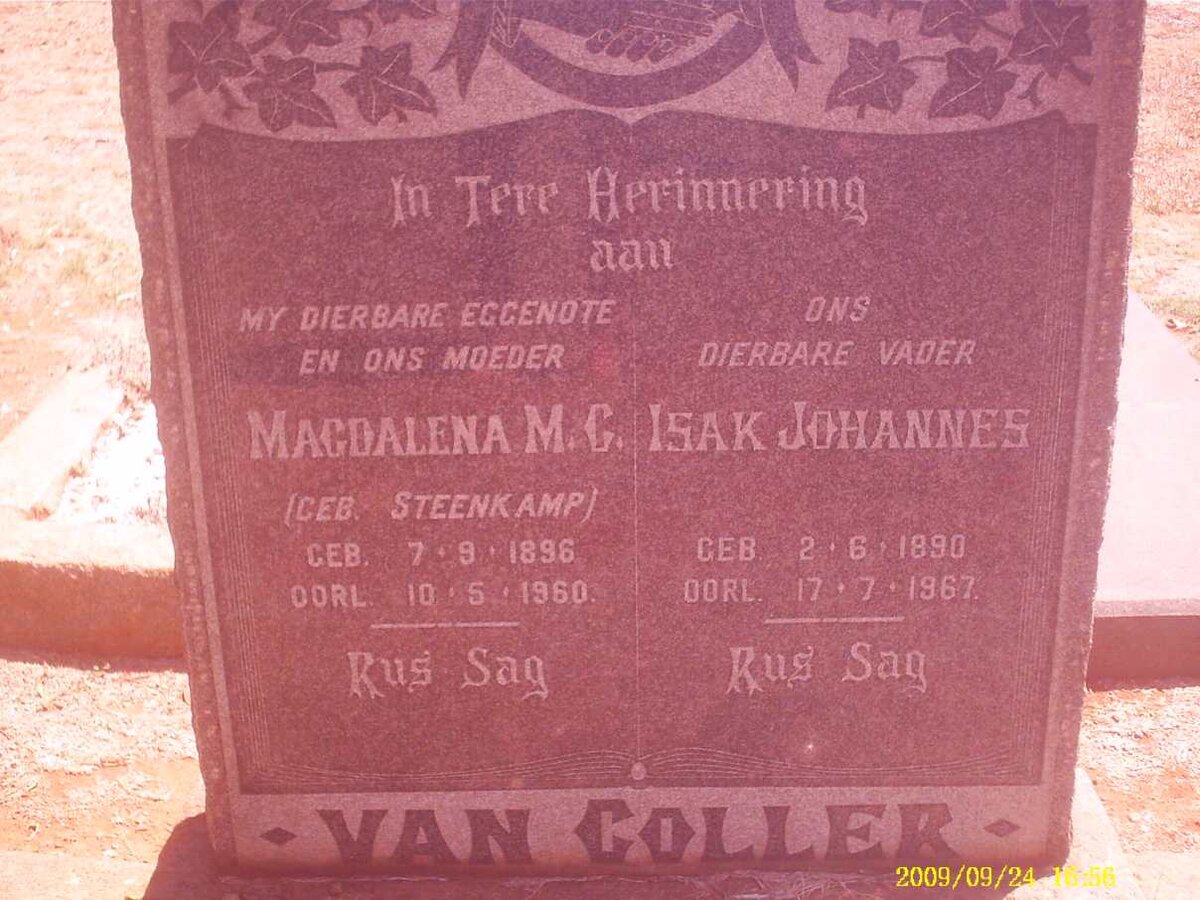 In Tere Herinnering
aan
MY DIERBARE EGGENOTE
EN ONS MOEDER
MAGDALENA M. C.
(GEB. STEENKAMP)
GEB. 7·9·1896
OORL. 10·5·1960.
Rus Sag
ONS
DIERBARE VADER
ISAK JOHANNES
GEB. 2·6·1890
OORL. 17·7·1967.
Rus Sag
VAN COLLER
2009/09/24 16:56